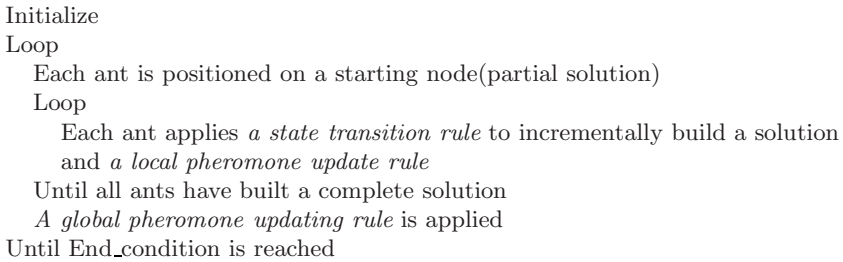 Initialize
Loop
Each ant is positioned on a starting node(partial solution)
Loop
Each ant applies a state transition rule to incrementally build a solution
and a local pheromone update rule
Until all ants have built a complete solution
A global pheromone updating rule is applied
Until End_condition is reached